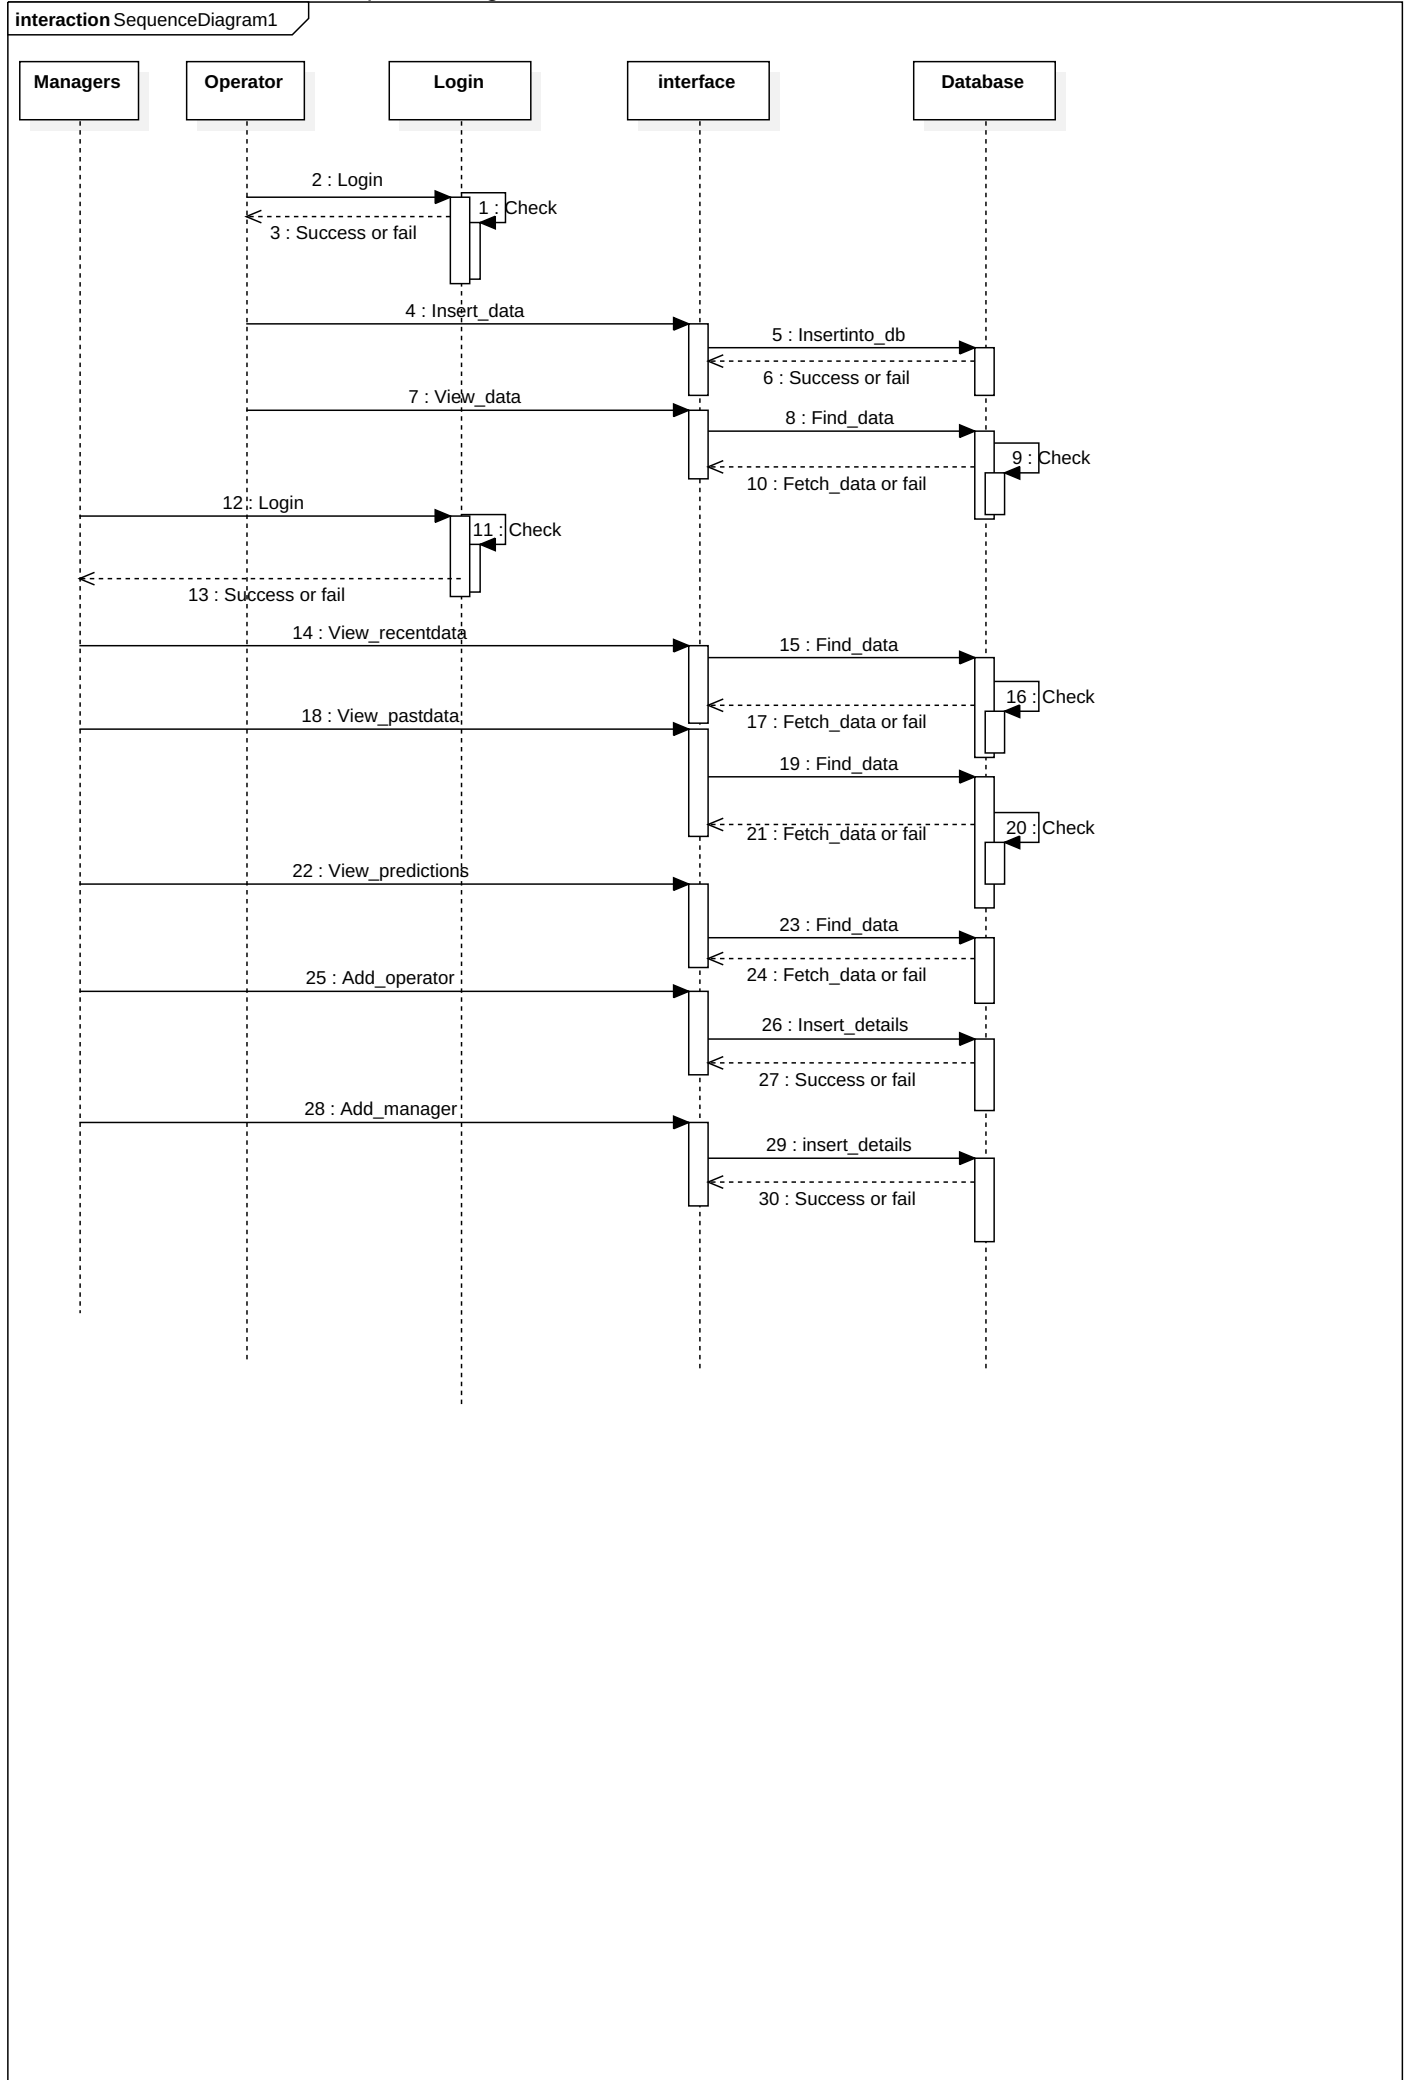 interaction SequenceDiagram1
Managers
Operator
Login
interface
Database
2 : Login
1 : Check
3 : Success or fail
4 : Insert_data
5 : Insertinto_db
6 : Success or fail
7 : View_data
8 : Find_data
9 : Check
10 : Fetch_data or fail
12 : Login
11 : Check
13 : Success or fail
14 : View_recentdata
15 : Find_data
16 : Check
17 : Fetch_data or fail
18 : View_pastdata
19 : Find_data
20 : Check
21 : Fetch_data or fail
22 : View_predictions
23 : Find_data
24 : Fetch_data or fail
25 : Add_operator
26 : Insert_details
27 : Success or fail
28 : Add_manager
29 : insert_details
30 : Success or fail